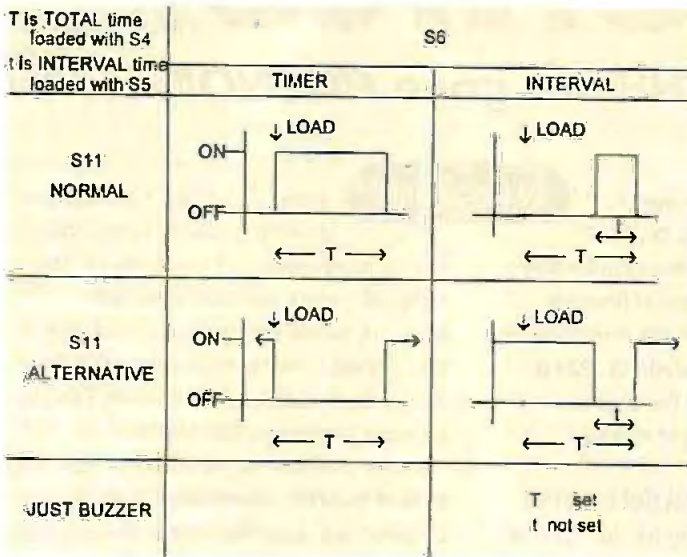 T is TOTAL time
loaded with S4
t is INTERVAL time
loaded with S5
S6
TIMER
INTERVAL
S11
NORMAL
ON
OFF
↓ LOAD
← T →
↓ LOAD
t
← T →
S11
ALTERNATIVE
ON
OFF
↓ LOAD
← T →
↓ LOAD
t
← T →
JUST BUZZER
T set
t not set